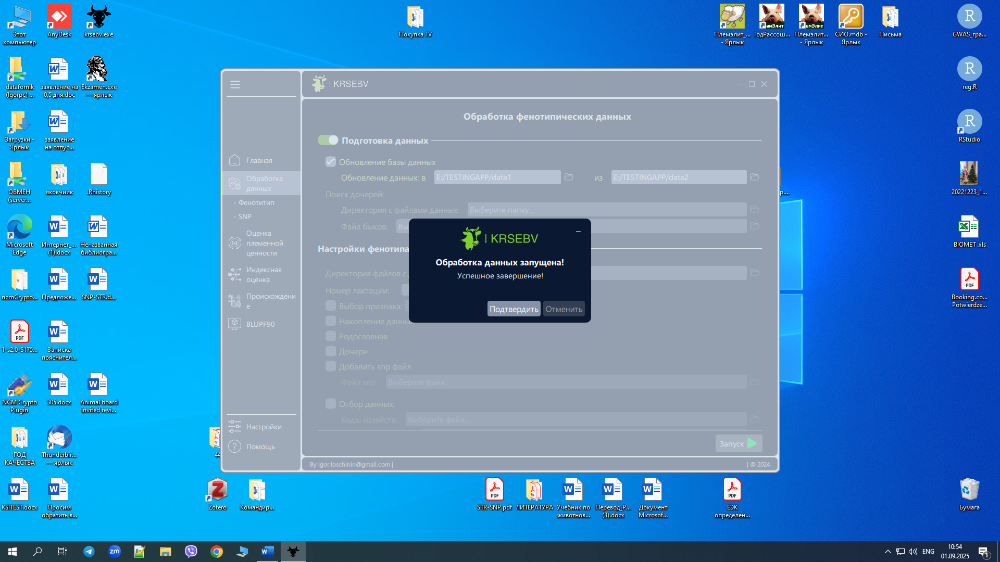 Этот
компьютер
AnyDesk
krsebv.exe
Покупка TV
Племэлит_...
- Ярлык
ТодРассош...
Племэлит...
- Ярлык
СИО.mdb -
Ярлык
Письма
GWAS_гра...
datafornik
(Igorpc) ...
заявление на
0,5 дня.doc
Ekzamen.exe
— ярлык
reg.R
Загрузки -
Ярлык
заявление
на отпус...
RStudio
ОБМЕН
(server...
яковчиик
.Rhistory
20221223_1...
Microsoft
Edge
Интернет_...
(1).docx
Неназванная
библиогра...
BIOMET .xls
ncmCrypto...
Предложе...
SNP-STR.d...
Booking.co...
Potwierdze...
1-s2.0-S175...
Записка
пояснител...
NCM Crypto
Plugin
305.docx
Animal board
invited revi...
ГОД
КАЧЕСТВА
Thunderbir...
— ярлык
44
KSITEST.docx
Просим
обратить в...
Zotero
Командир...
STR-SNP.pdf
ЛИТЕРАТУРА
Учебник по
животнов...
Перевод_Р...
(3).docx
Документ
Microsof...
ЕЭК
определен...
Бумага
| KRSEBV
Главная
Обработка
данных
- Фенотитип
- SNP
Оценка
племенной
ценности
Индексная
оценка
Происхождени
е
BLUPF90
Настройки
Помощь
Обработка фенотипических данных
Подготовка данных
Обновление базы данных
Обновление данных: в E:/TESTINGAPP/data1 из E:/TESTINGAPP/data2
Поиск дочерей:
Директория с файлами данных: Выберите папку...
Файл быков: Вы
Настройки фенотипа
Директория файлов с
Номер лактации:
Выбор признака:
Накопление данных
Родословная
Дочери
Добавить snp файл
Файл snp: Выберите файл...
Отбор данных:
Коды хозяйств: Выберите файл...
Запуск
By igor.loschinin@gmail.com |
| @ 2024
| KRSEBV
Обработка данных запущена!
Успешное завершение!
Подтвердить
Отменить
ENG
10:54
01.09.2025
1